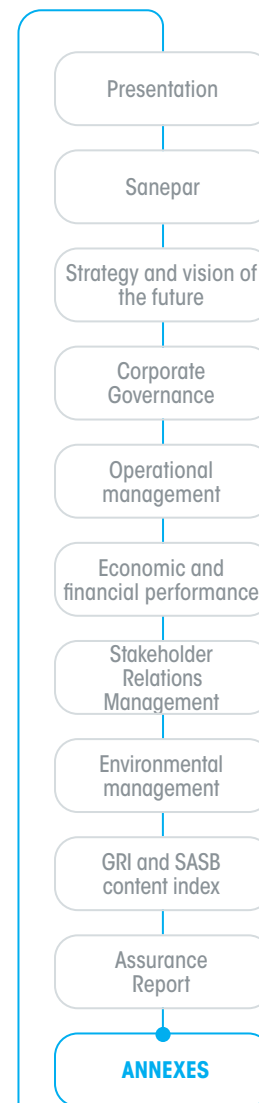 Presentation
Sanepar
Strategy and vision of
the future
Corporate
Governance
Operational
management
Economic and
financial performance
Stakeholder
Relations
Management
Environmental
management
GRI and SASB
content index
Assurance
Report
ANNEXES